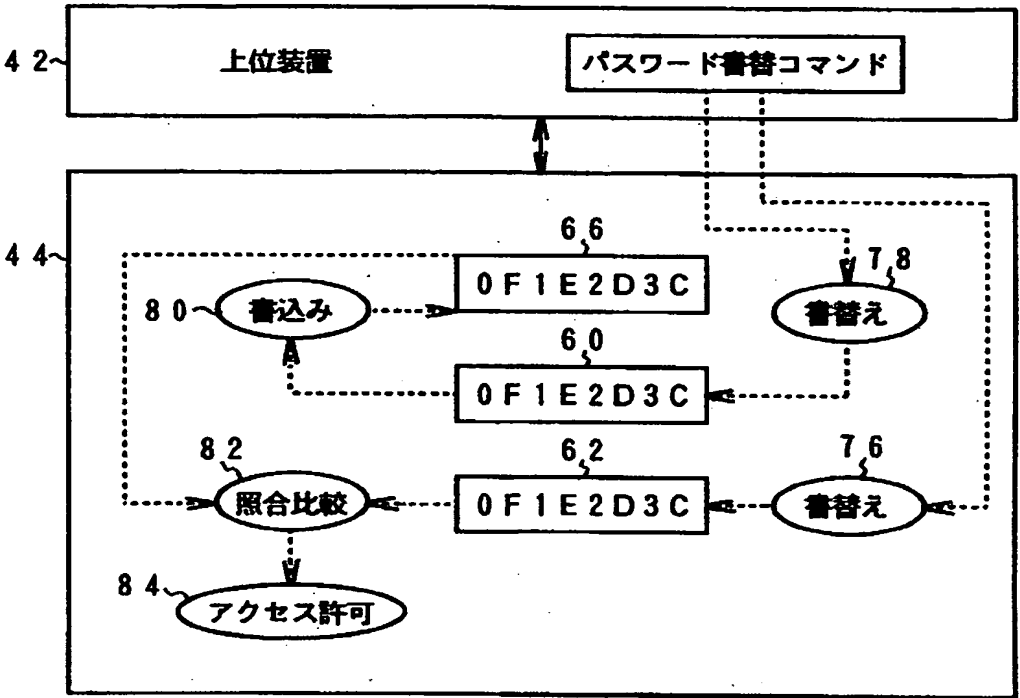 42
上位装置
パスワード書替コマンド
44
66
0F1E2D3C
78
80
書込み
書替え
60
0F1E2D3C
82
62
76
照合比較
0F1E2D3C
書替え
84
アクセス許可